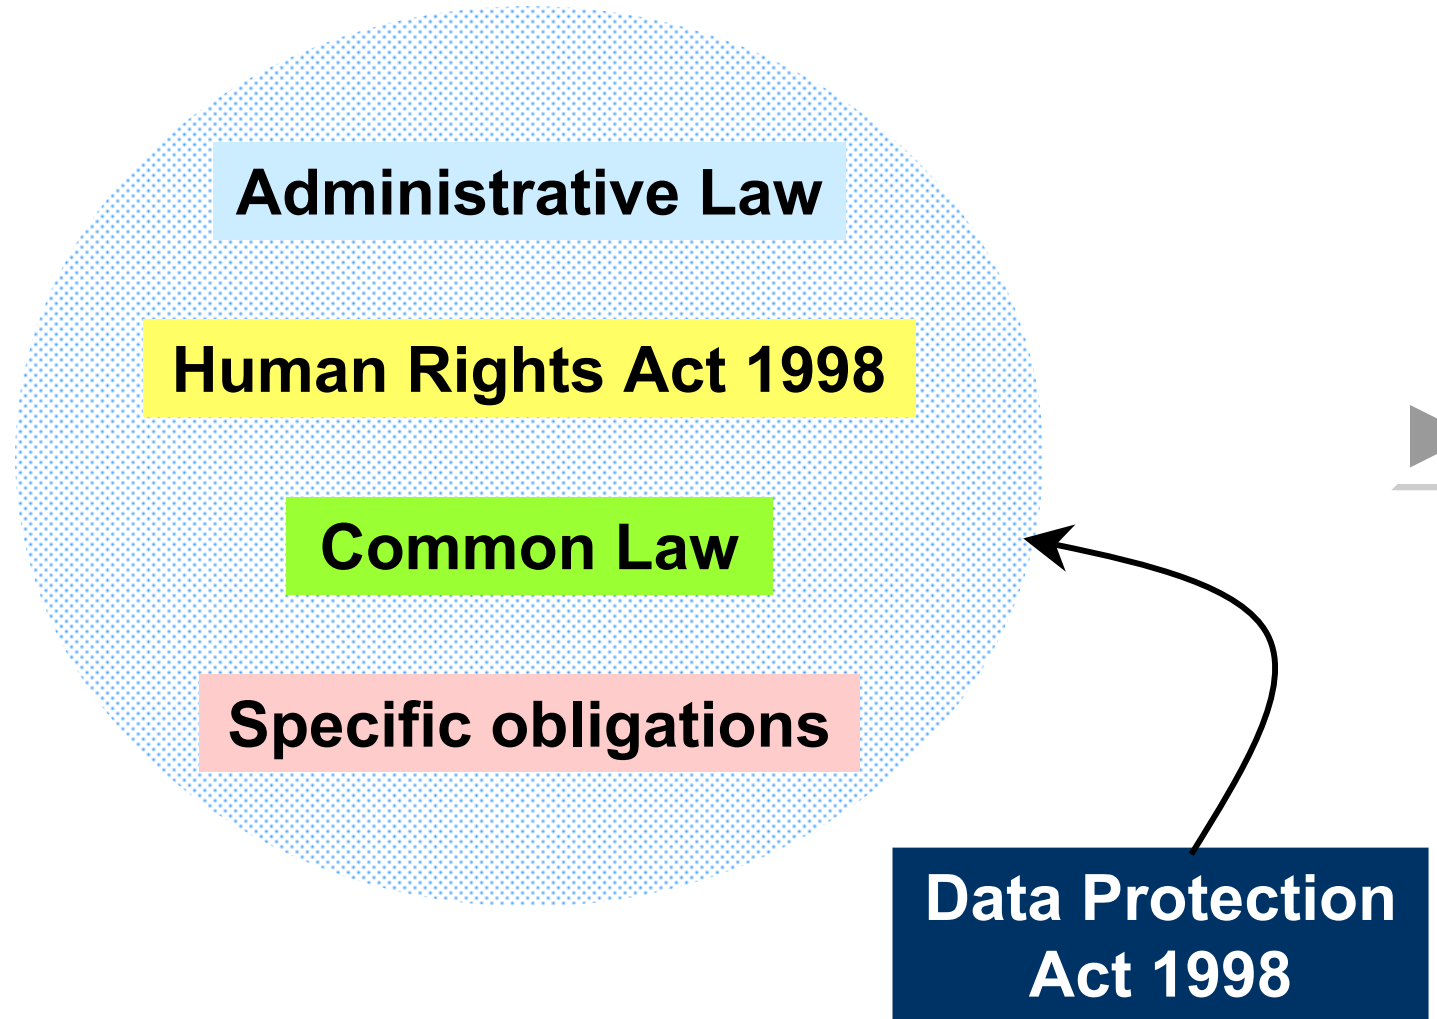 Administrative Law
Human Rights Act 1998
Common Law
Specific obligations
Data Protection
Act 1998